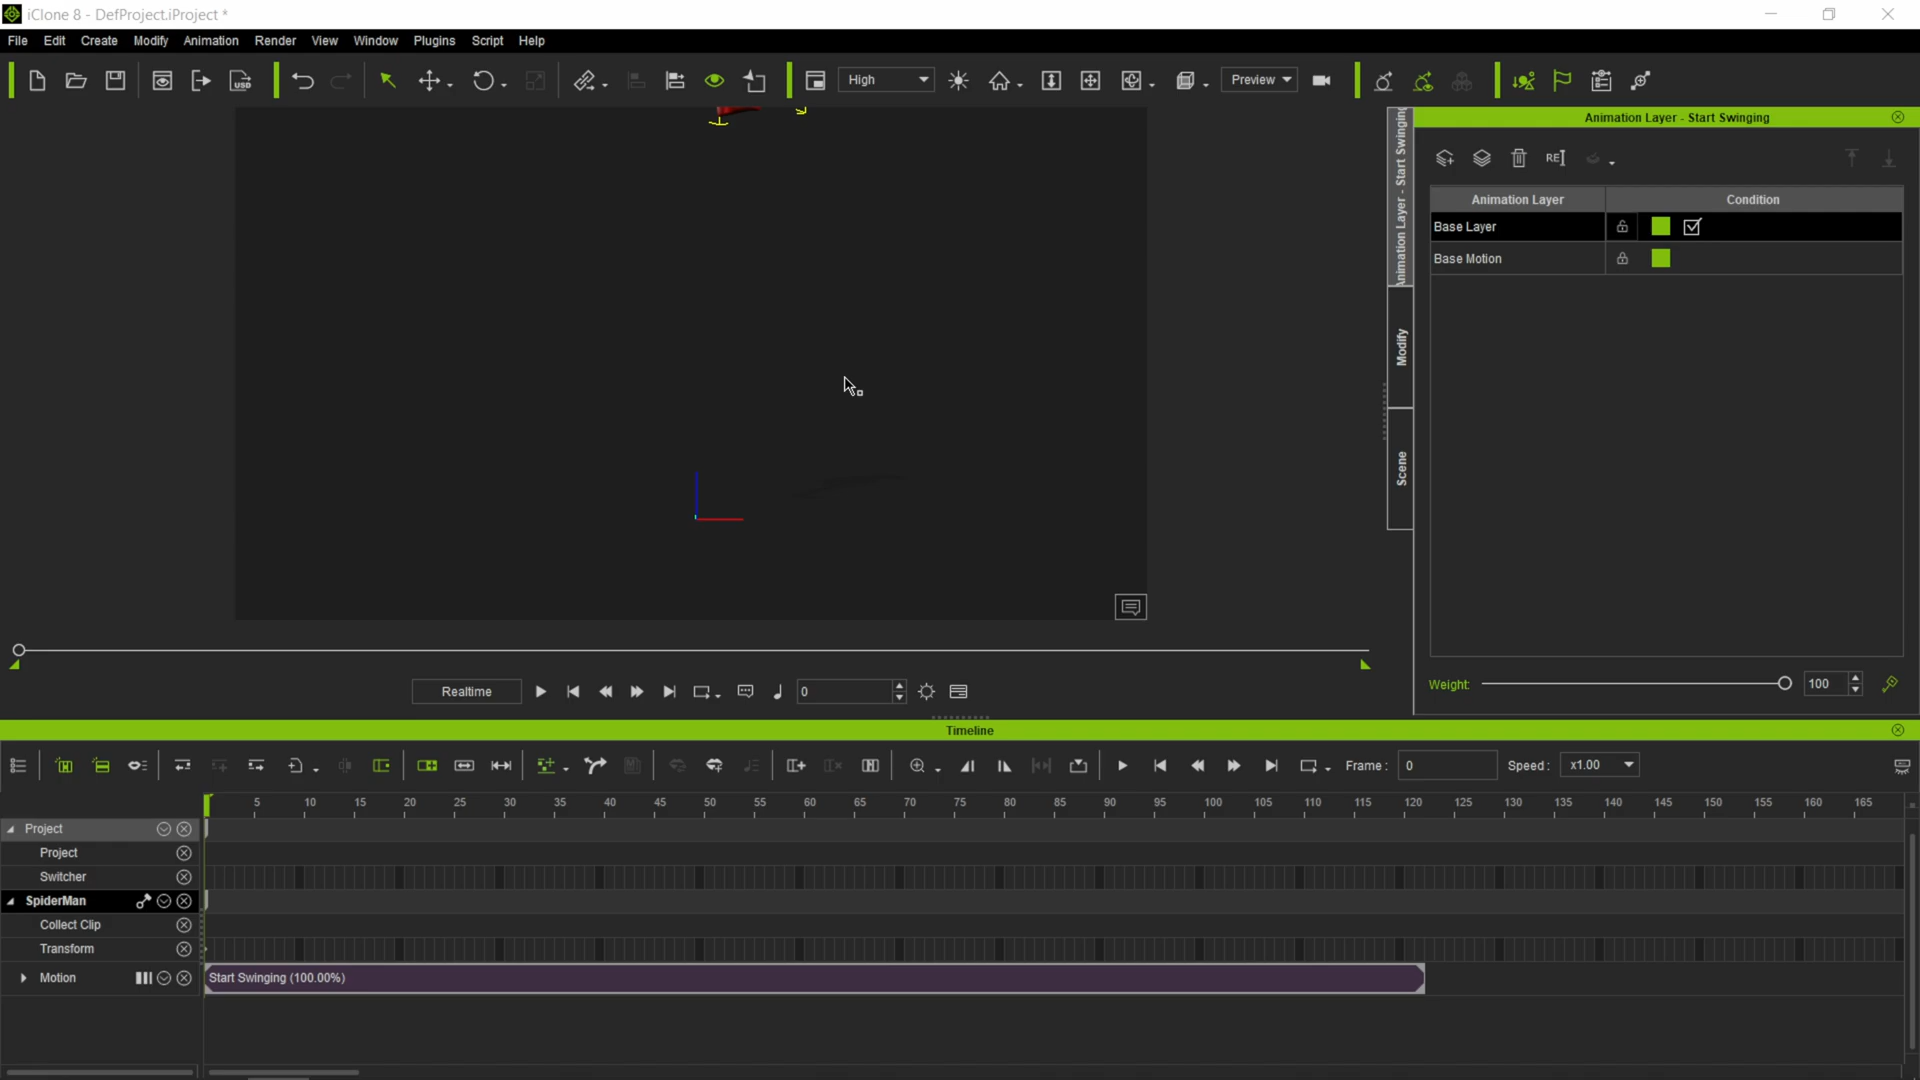 iClone 8 - DefProject.iProject *
File Edit Create Modify Animation Render View Window Plugins Script Help
USD High Preview
Animation Layer - Start Swinging
Animation Layer - Start Swinging
Modify
Scene
RE
Animation Layer Condition
Base Layer
Base Motion
Weight: 100
Realtime 0
Timeline
Frame : 0 Speed : x1.00
5 10 15 20 25 30 35 40 45 50 55 60 65 70 75 80 85 90 95 100 105 110 115 120 125 130 135 140 145 150 155 160 165
Project
Project
Switcher
SpiderMan
Collect Clip
Transform
Motion Start Swinging (100.00%)